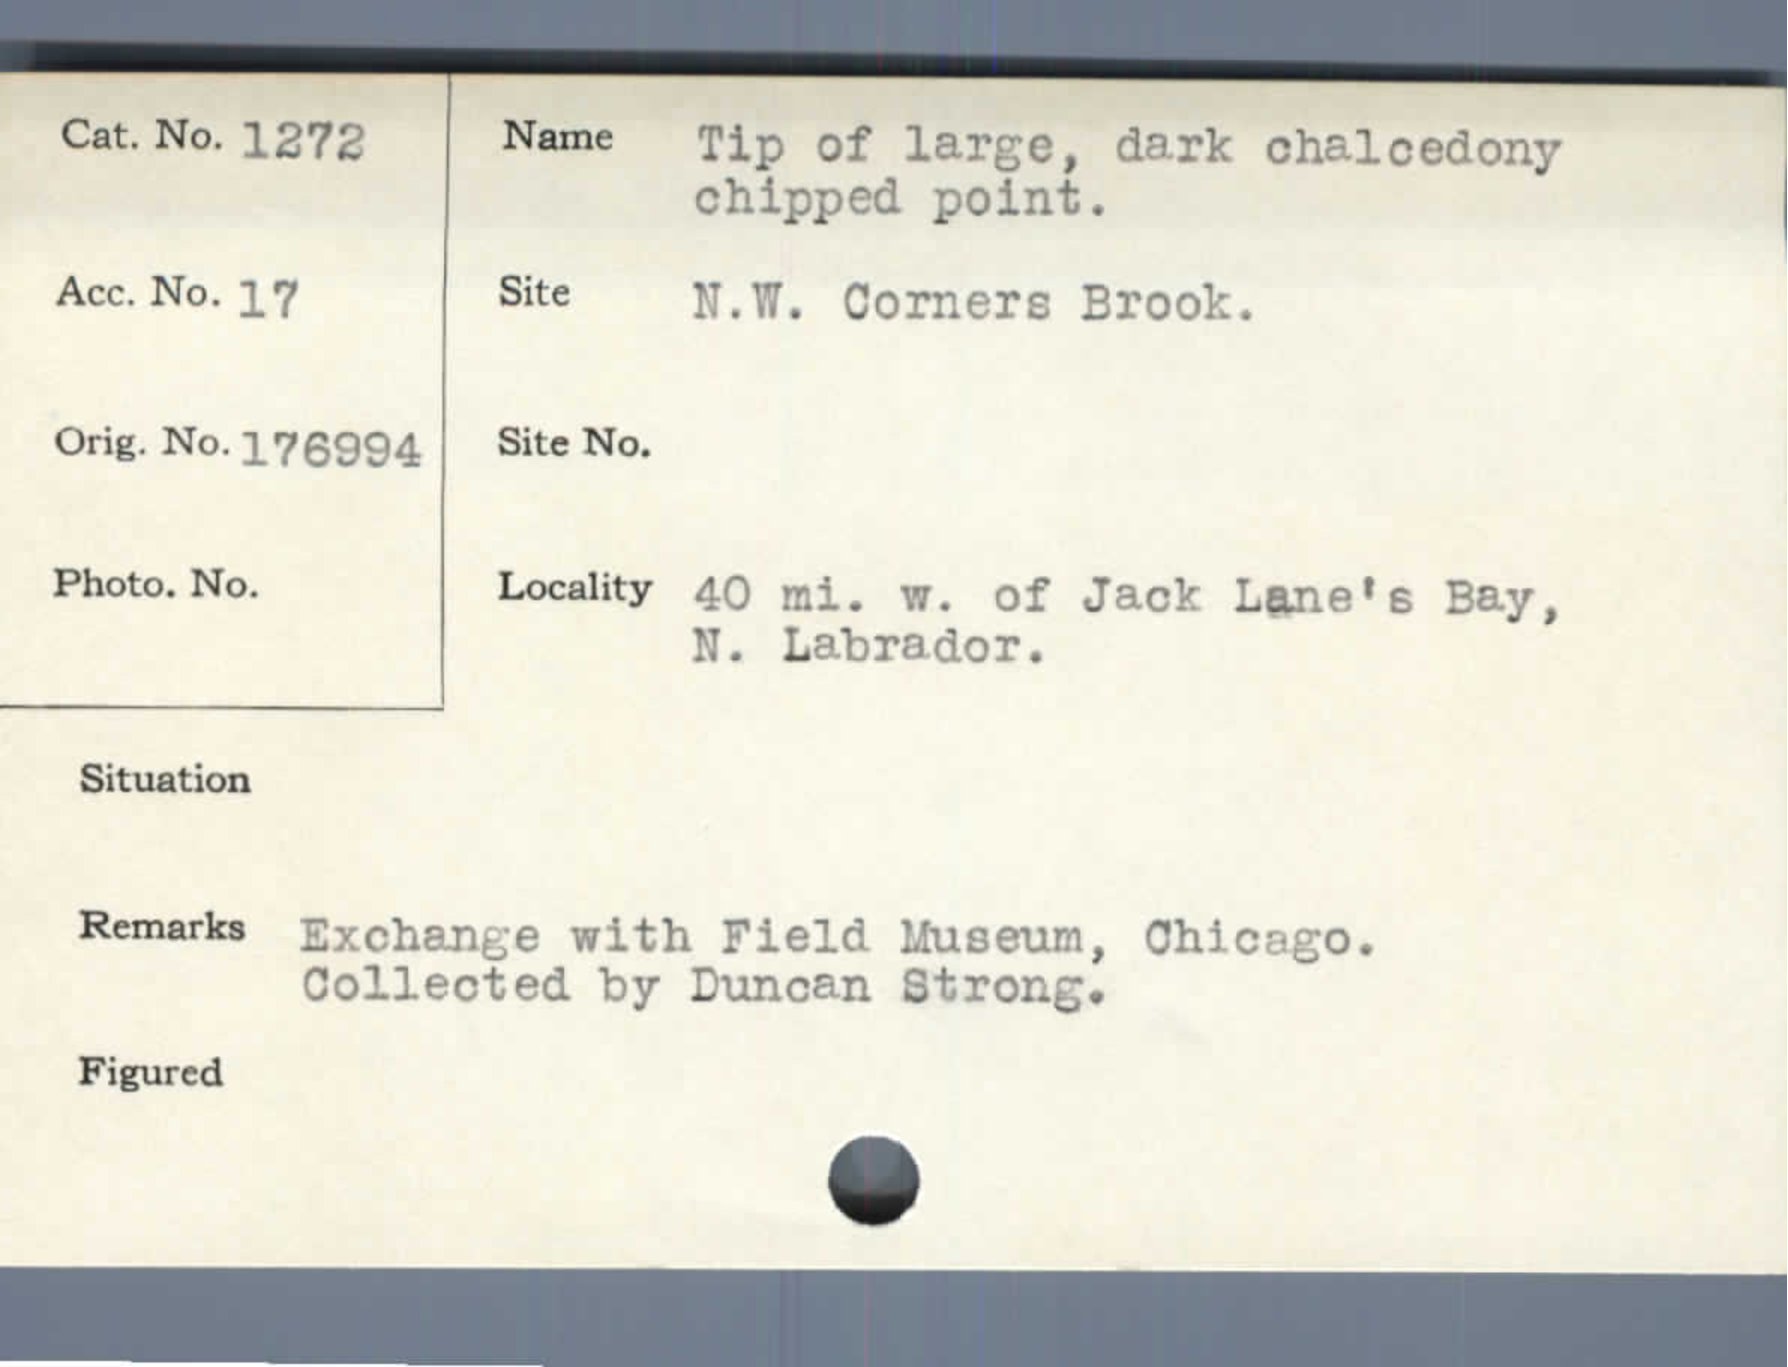 Cat. No. 1272
Name Tip of large, dark chalcedony
chipped point.
Acc. No. 17
Site N.W. Corners Brook.
Orig. No. 176994
Site No.
Photo. No.
Locality 40 mi. w. of Jack Lane's Bay,
N. Labrador.
Situation
Remarks Exchange with Field Museum, Chicago.
Collected by Duncan Strong.
Figured